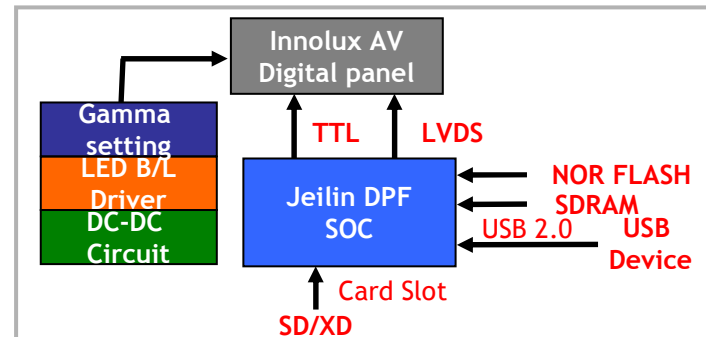 Innolux AV
Digital panel
Gamma
setting
LED B/L
Driver
DC-DC
Circuit
TTL
LVDS
Jeilin DPF
SOC
NOR FLASH
SDRAM
USB 2.0
USB
Device
Card Slot
SD/XD